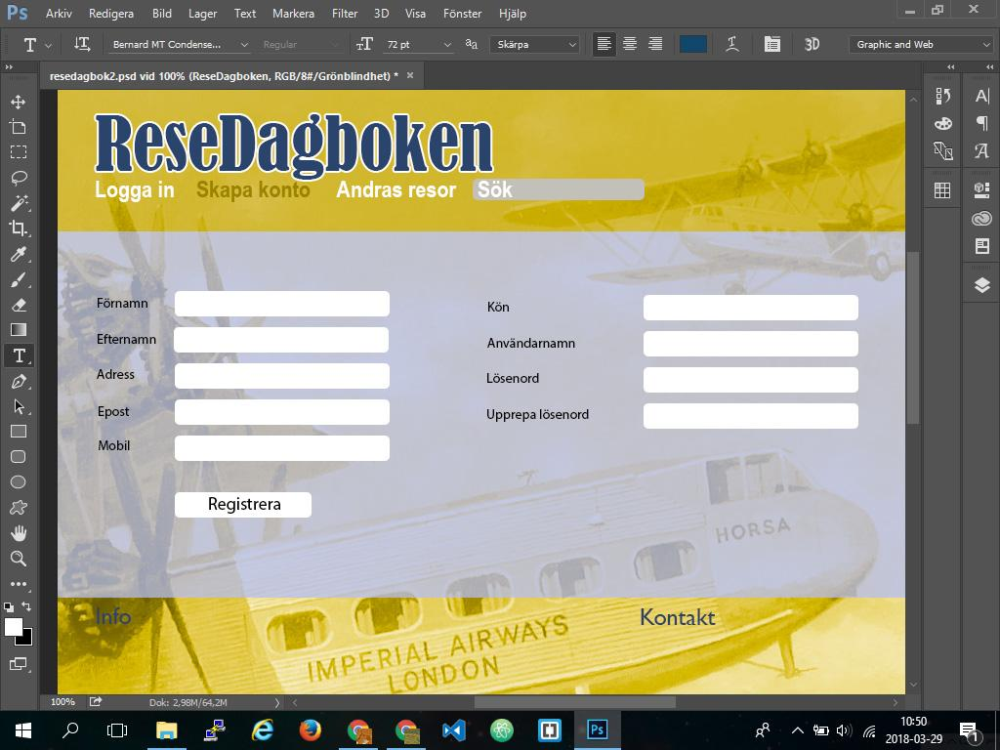 Ps Arkiv Redigera Bild Lager Text Markera Filter 3D Visa Fönster Hjälp
T Bernard MT Condense... Regular 72 pt Skärpa 3D Graphic and Web
resedagbok2.psd vid 100% (ReseDagboken, RGB/8#/Grönblindhet) * ×
ReseDagboken
Logga in Skapa konto Andras resor Sök
Förnamn
Efternamn
Adress
Epost
Mobil
Registrera
Kön
Användarnamn
Lösenord
Upprepa lösenord
HORSA
Info
Kontakt
IMPERIAL AIRWAYS
LONDON
100% Dok: 2,98M/64,2M
Ps
10:50
2018-03-29
1